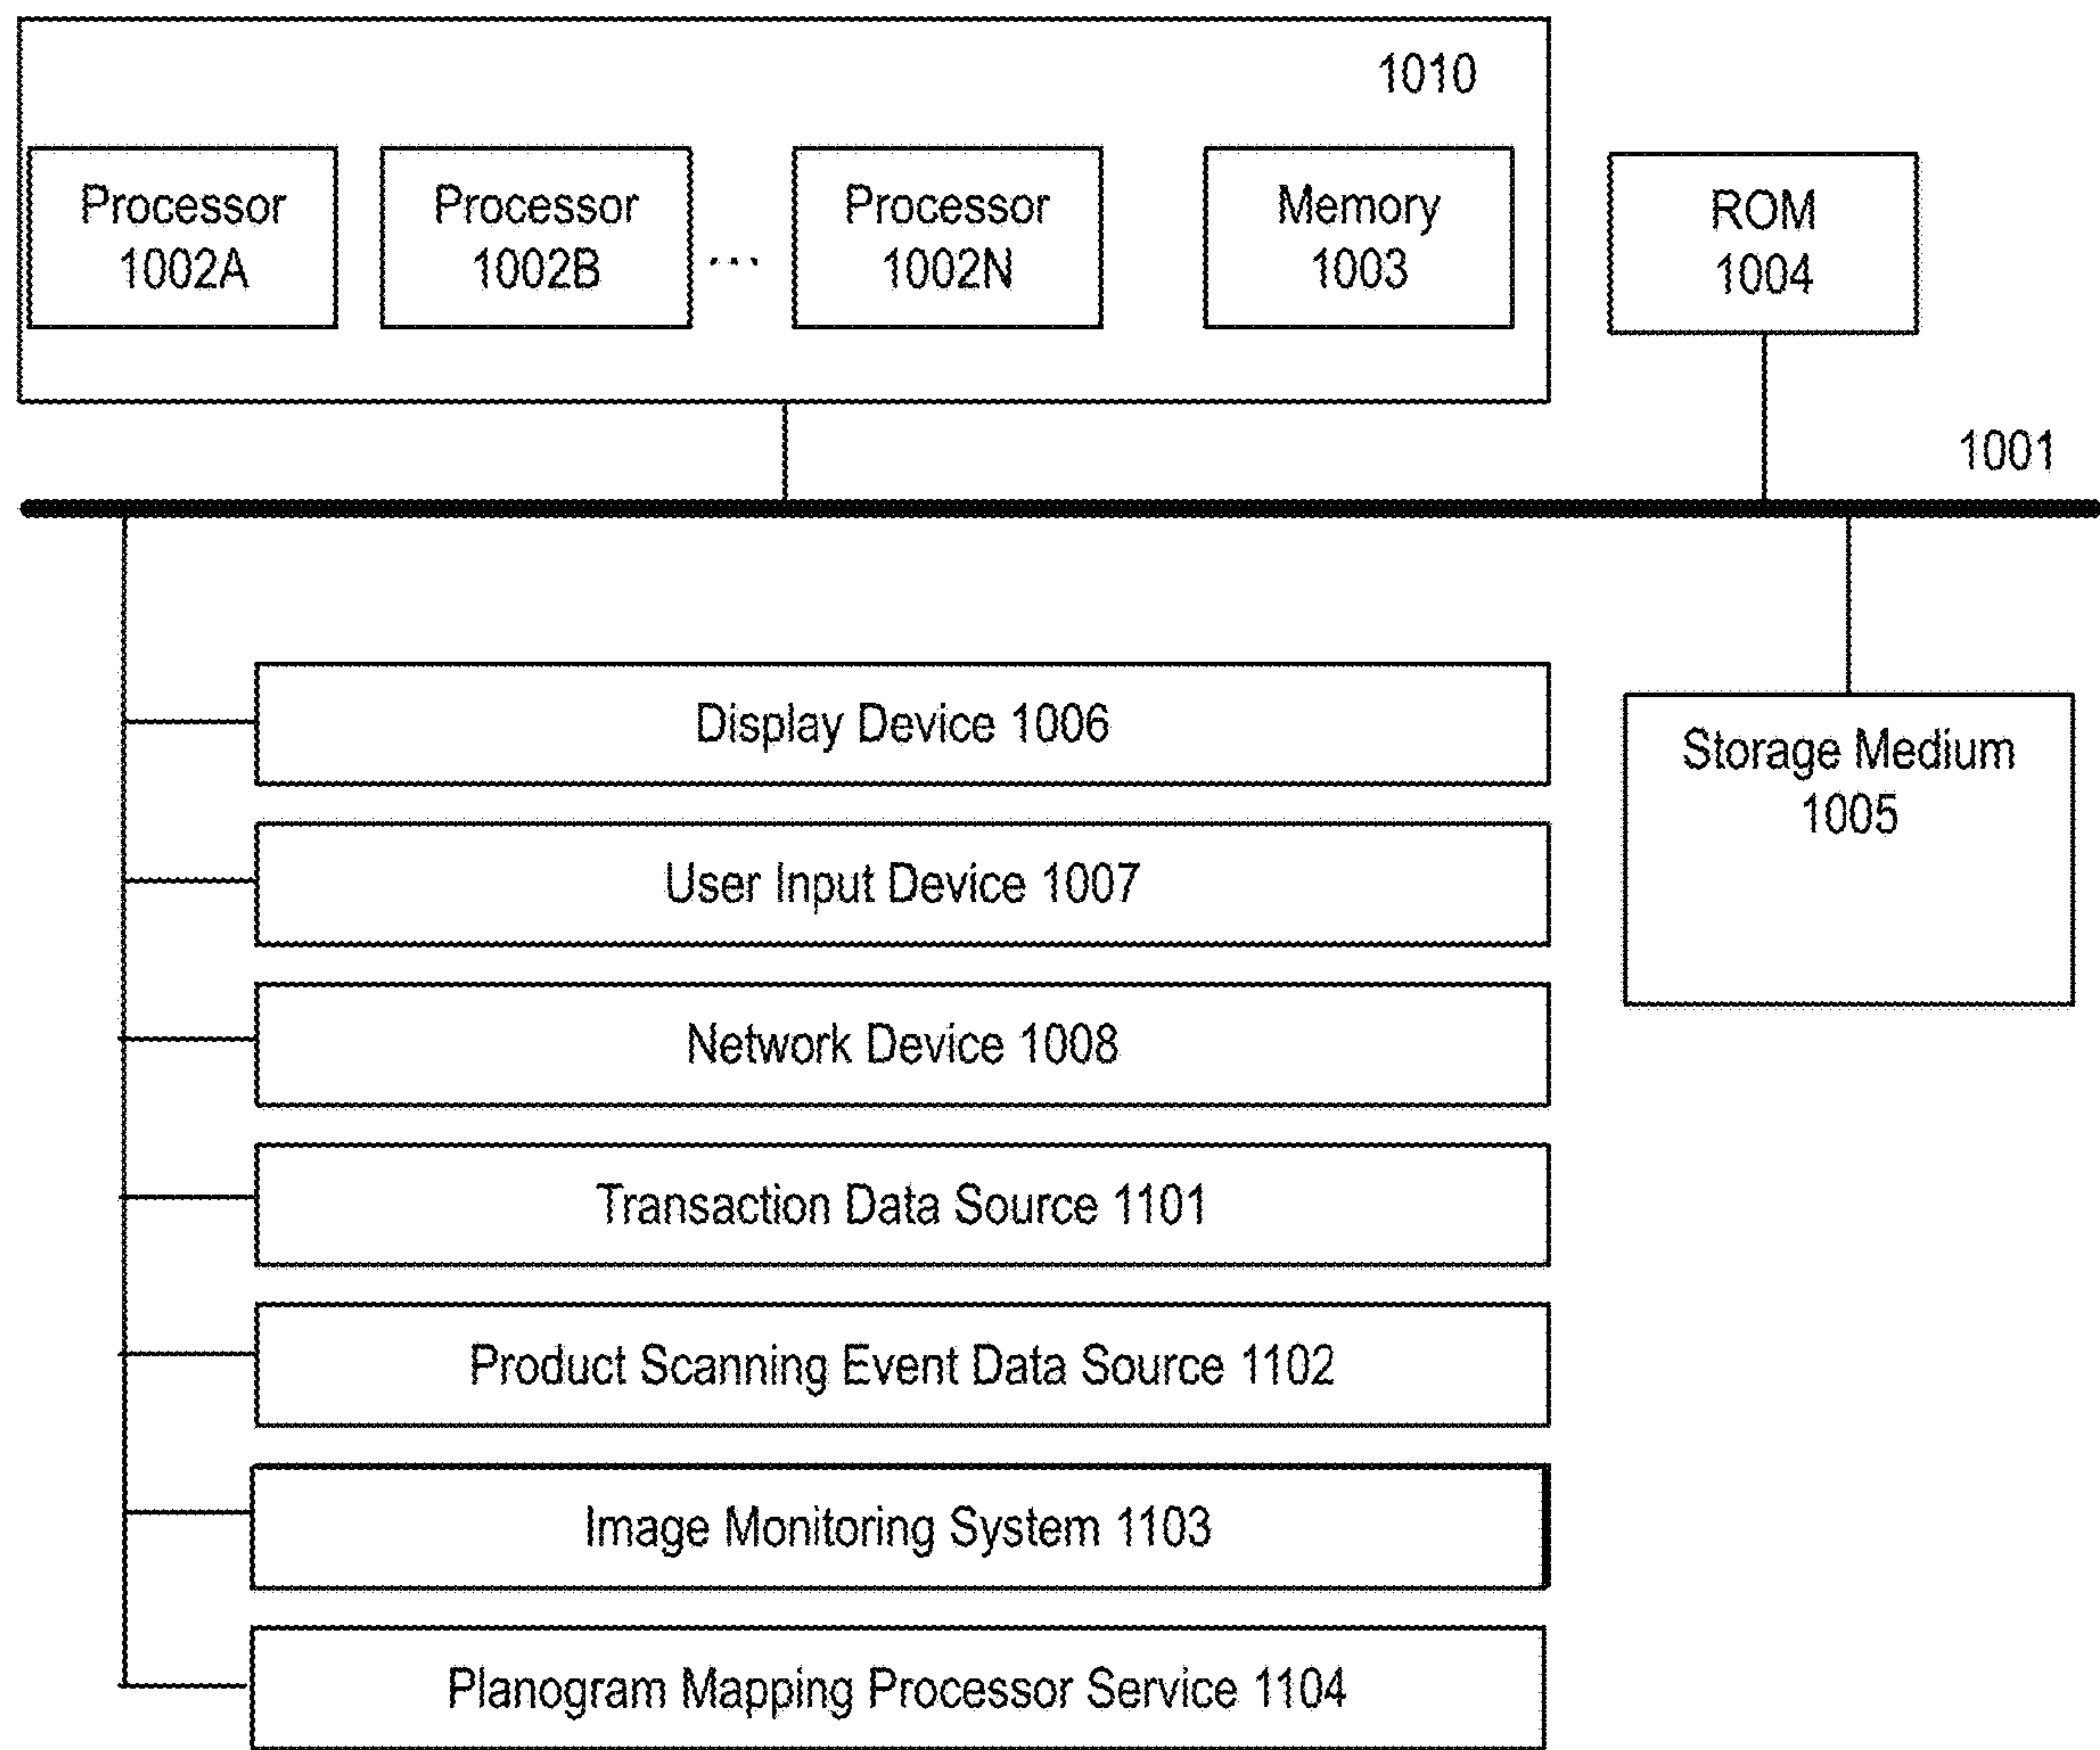 1010
Processor
1002A
Processor
1002B
...
Processor
1002N
Memory
1003
ROM
1004
1001
Display Device 1006
User Input Device 1007
Network Device 1008
Transaction Data Source 1101
Product Scanning Event Data Source 1102
Image Monitoring System 1103
Planogram Mapping Processor Service 1104
Storage Medium
1005